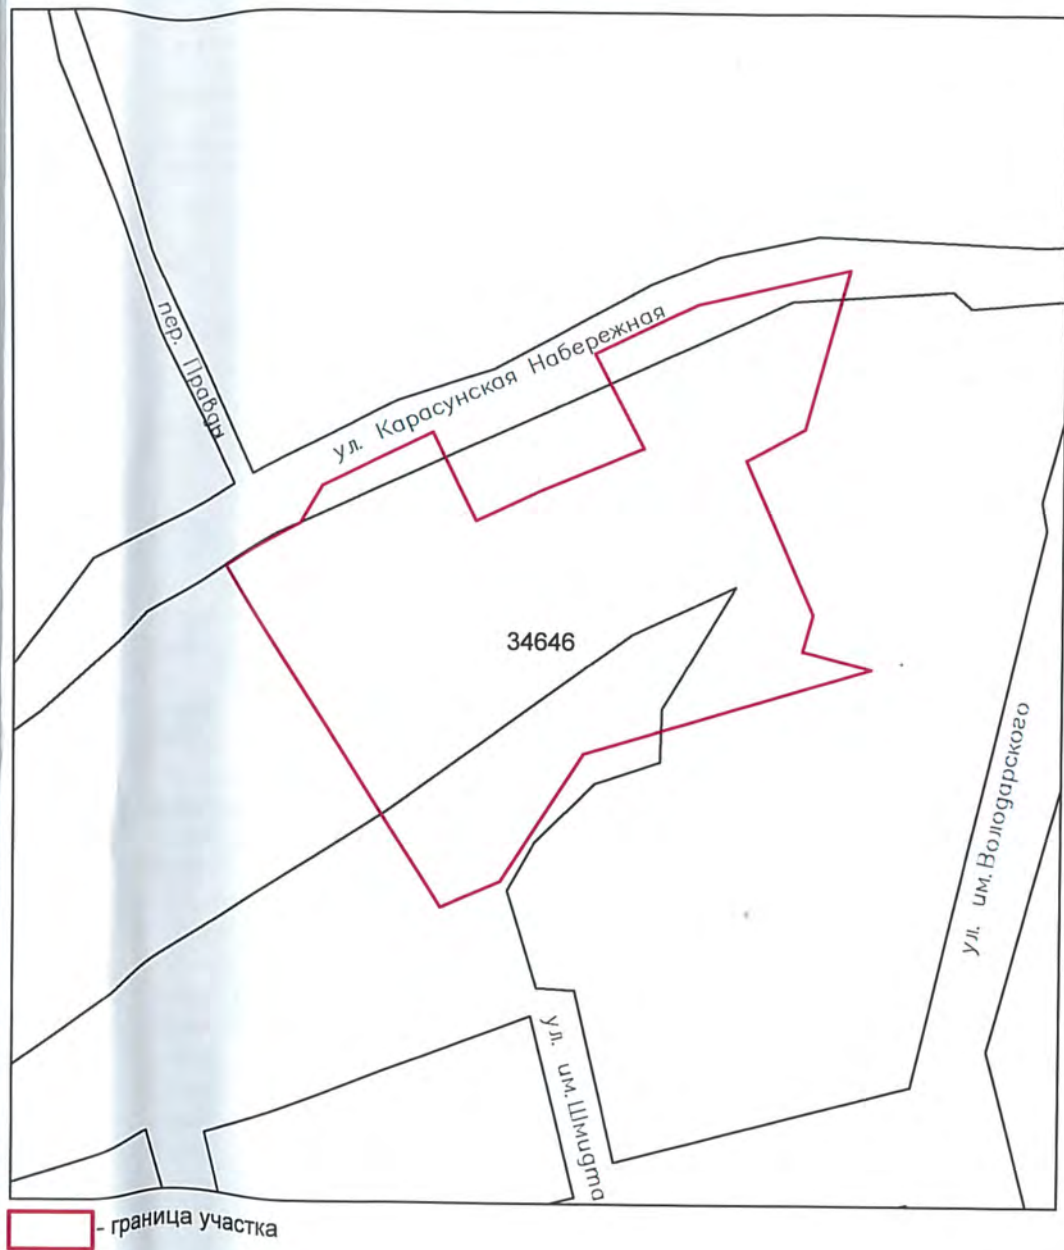 пер. Правды
ул. Карасунская Набережная
34646
ул. им. Володарского
ул. им. Шмидта
- граница участка